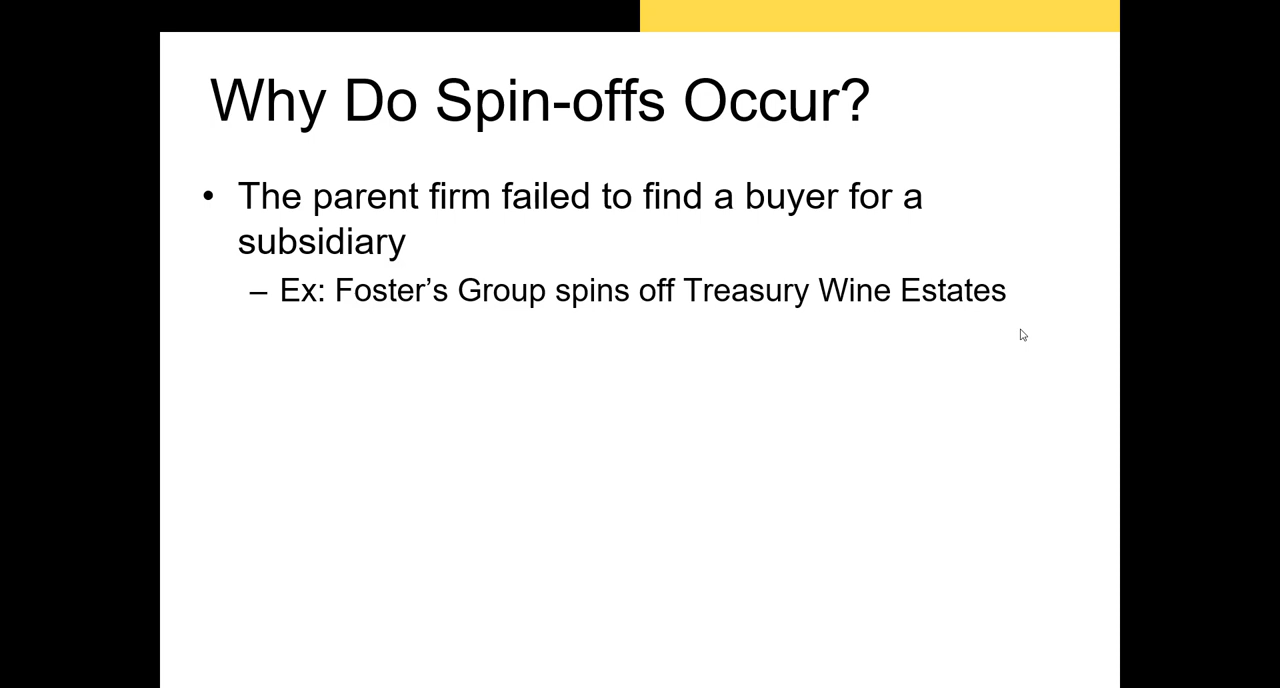 Why Do Spin-offs Occur?
• The parent firm failed to find a buyer for a
subsidiary
– Ex: Foster’s Group spins off Treasury Wine Estates